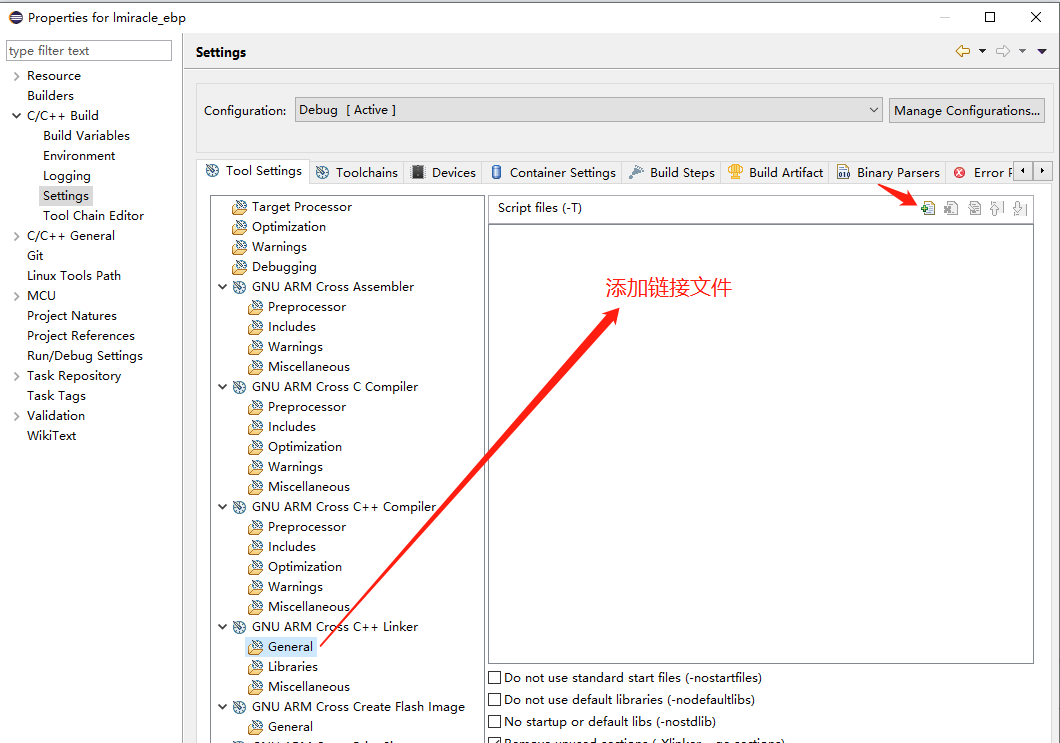 Properties for lmiracle_ebp
type filter text
Resource
Builders
C/C++ Build
Build Variables
Environment
Logging
Settings
Tool Chain Editor
C/C++ General
Git
Linux Tools Path
MCU
Project Natures
Project References
Run/Debug Settings
Task Repository
Task Tags
Validation
WikiText
Settings
Configuration: Debug [ Active ] Manage Configurations...
Tool Settings Toolchains Devices Container Settings Build Steps Build Artifact Binary Parsers Error
Target Processor
Optimization
Warnings
Debugging
GNU ARM Cross Assembler
Preprocessor
Includes
Warnings
Miscellaneous
GNU ARM Cross C Compiler
Preprocessor
Includes
Optimization
Warnings
Miscellaneous
GNU ARM Cross C++ Compiler
Preprocessor
Includes
Optimization
Warnings
Miscellaneous
GNU ARM Cross C++ Linker
General
Libraries
Miscellaneous
GNU ARM Cross Create Flash Image
General
Script files (-T)
添加链接文件
Do not use standard start files (-nostartfiles)
Do not use default libraries (-nodefaultlibs)
No startup or default libs (-nostdlib)